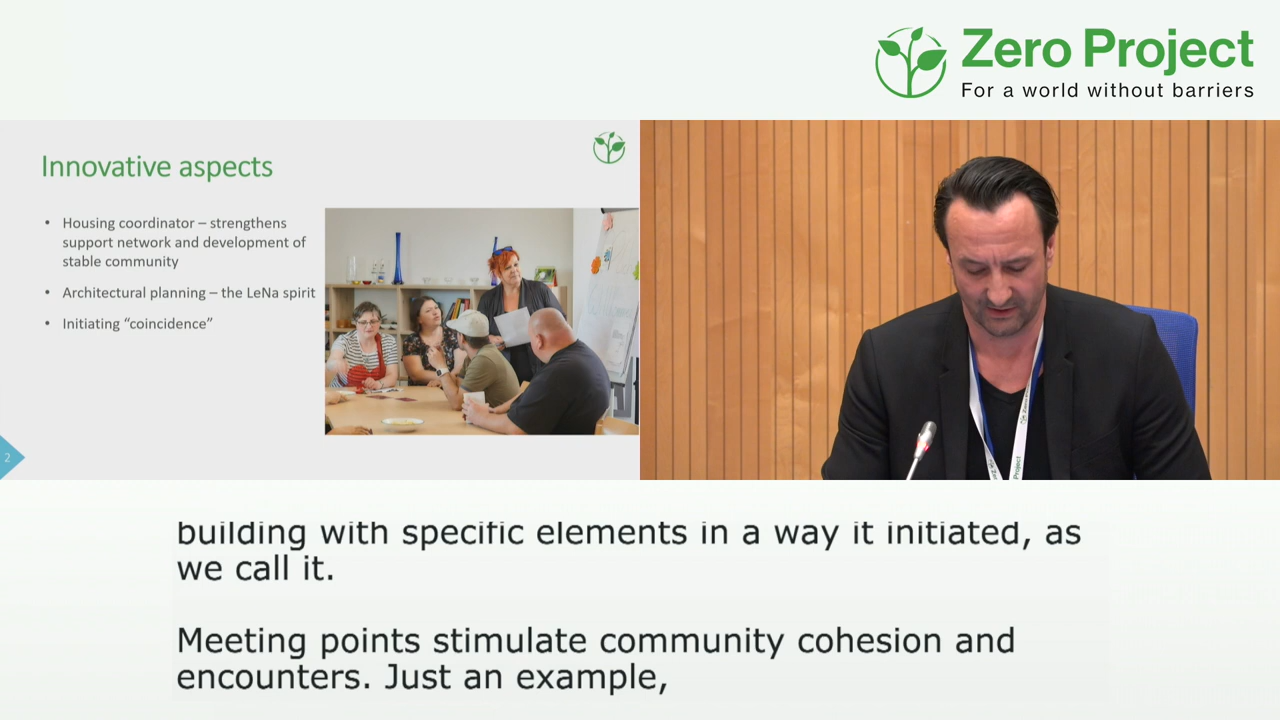 Zero Project
For a world without barriers
Innovative aspects
• Housing coordinator – strengthens
support network and development of
stable community
• Architectural planning – the LeNa spirit
• Initiating “coincidence”
2
Project
building with specific elements in a way it initiated, as
we call it.
Meeting points stimulate community cohesion and
encounters. Just an example,